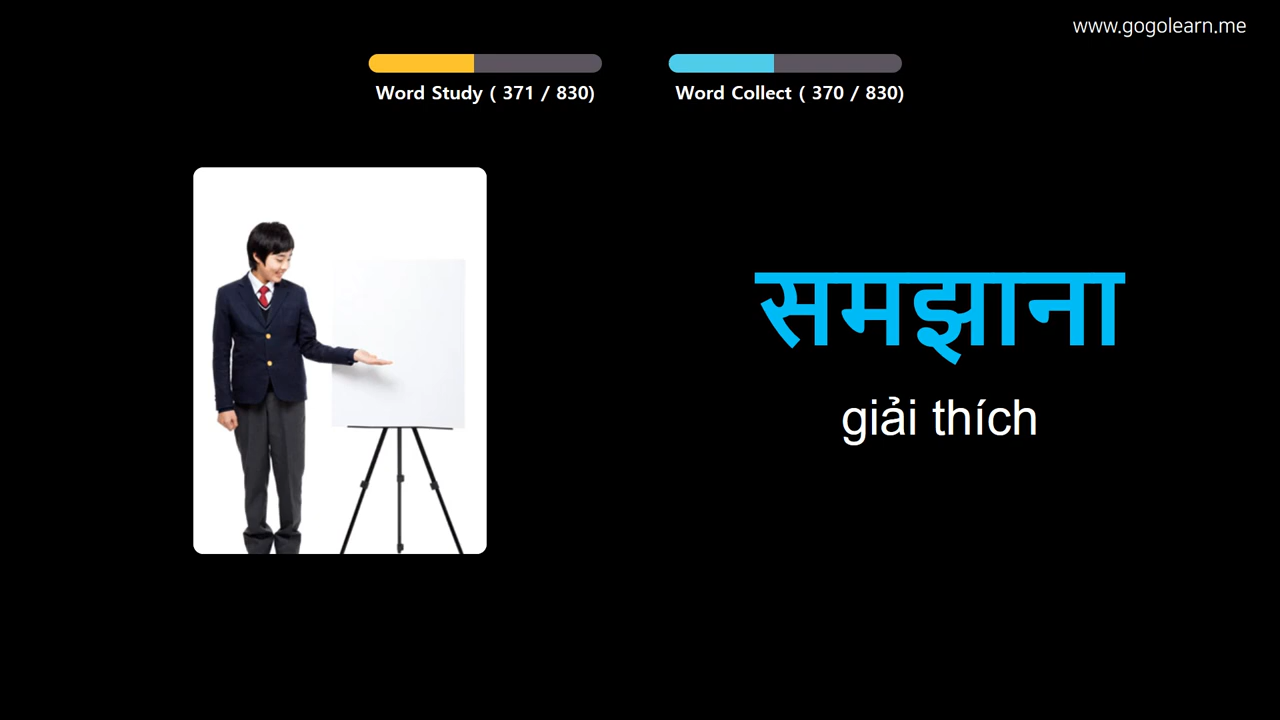 www.gogolearn.me
Word Study ( 371 / 830)
Word Collect ( 370 / 830)
समझाना
giải thích